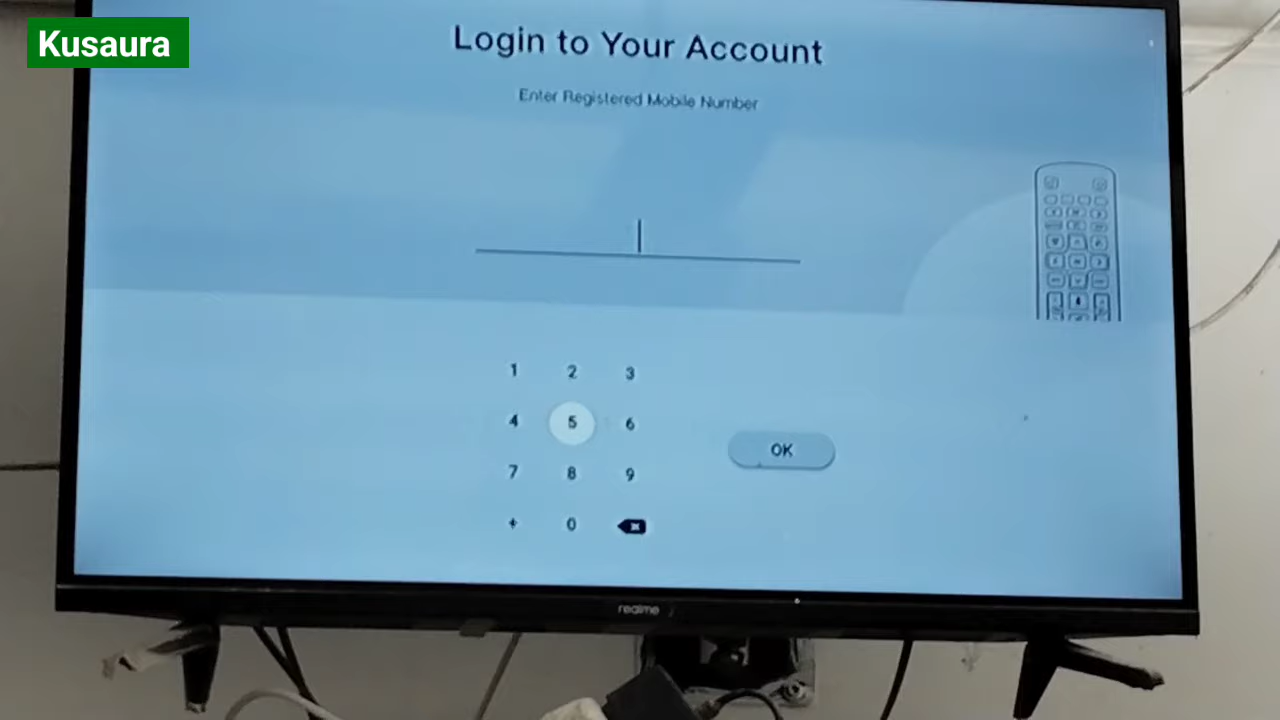 Kusaura
Login to Your Account
Enter Registered Mobile Number
1 2 3
4 5 6
OK
7 8 9
0
realme